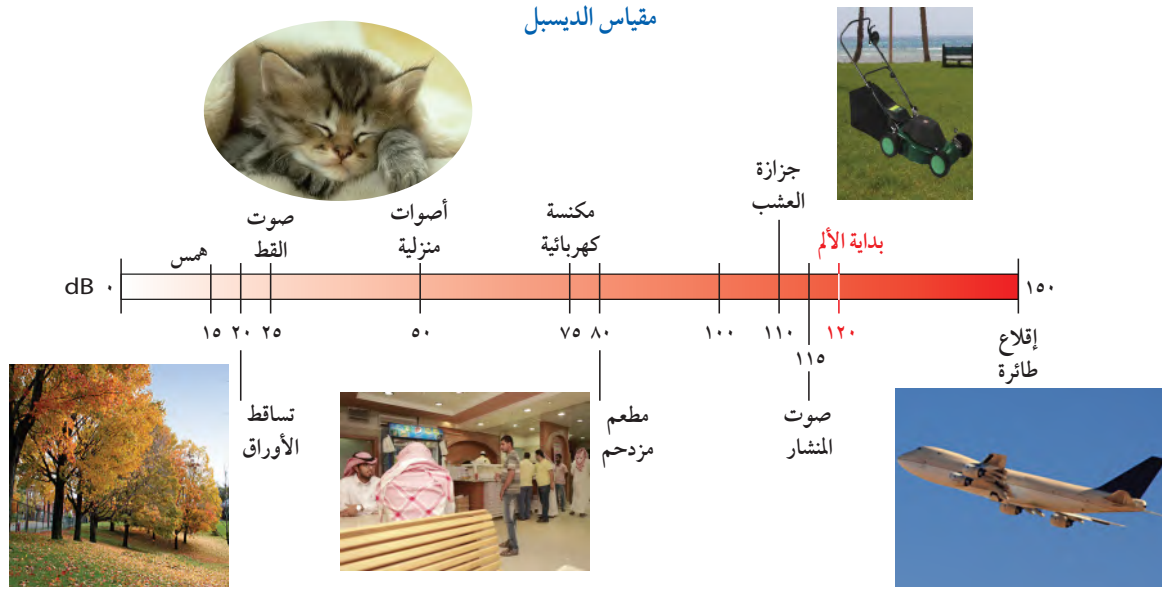 مقياس الديسبل
جزازة
العشب
مكنسة
كهربائية
أصوات
منزلية
صوت
القط
همس
بداية الألم
dB ٠
١٥٠
١٥ ٢٠ ٢٥ ٥٠ ٧٥ ٨٠ ١٠٠ ١١٠ ١٢٠
١١٥
إقلاع
طائرة
تساقط
الأوراق
مطعم
مزدحم
صوت
المنشار